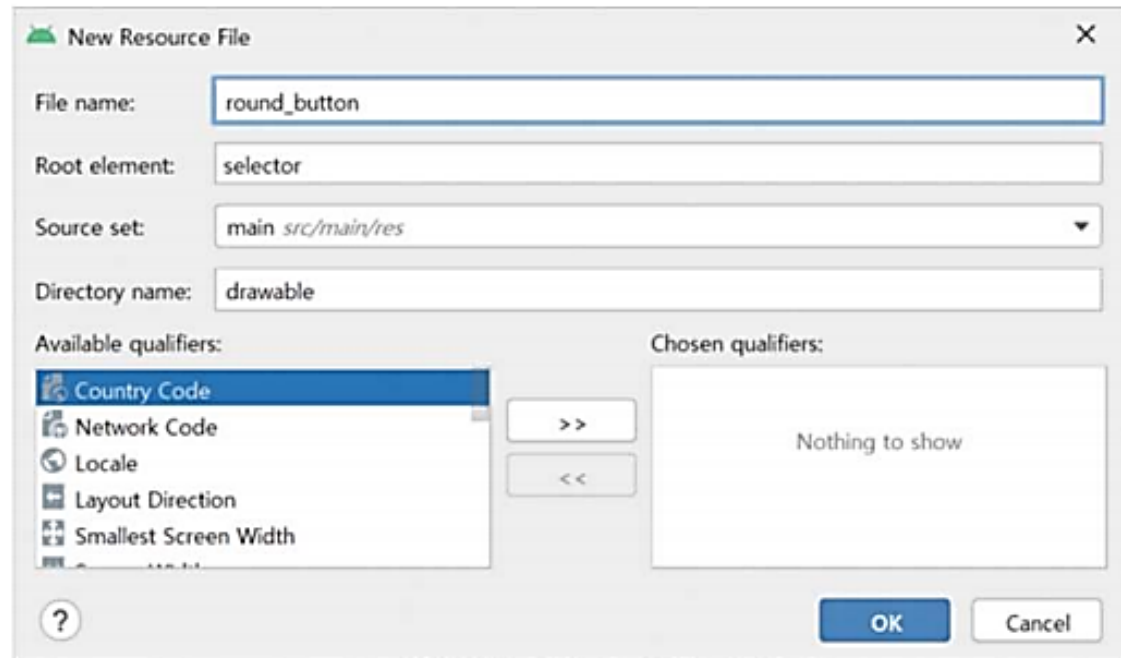 New Resource File
File name: round_button
Root element: selector
Source set: main src/main/res
Directory name: drawable
Available qualifiers: Chosen qualifiers:
Country Code
Network Code >>
Nothing to show
Locale
<<
Layout Direction
Smallest Screen Width
? OK Cancel